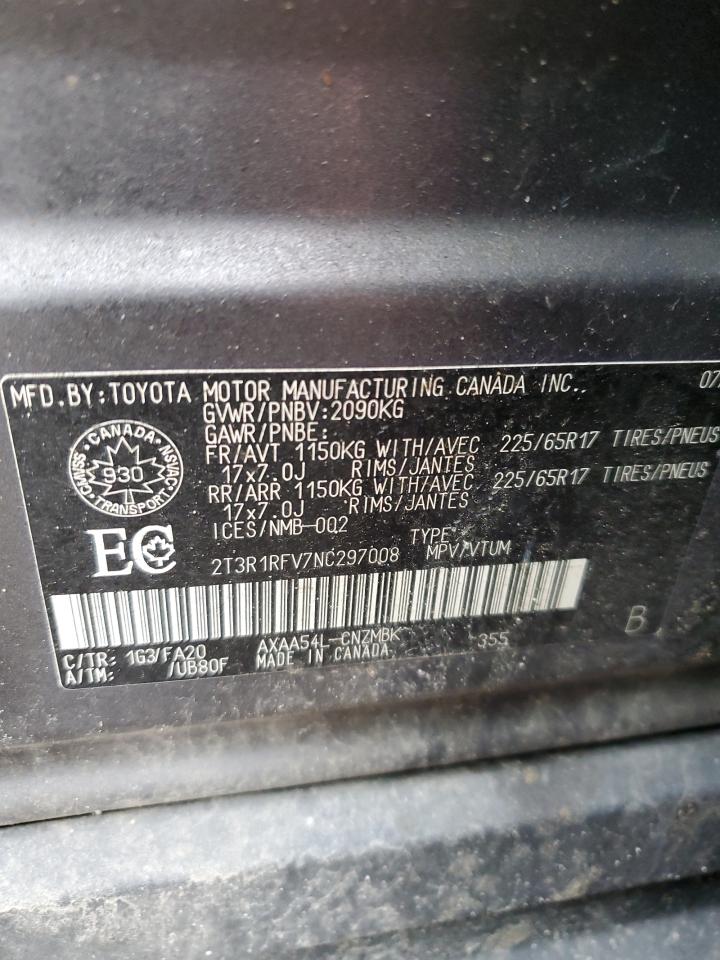 MFD.BY:TOYOTA MOTOR MANUFACTURING CANADA INC. 07
GVWR/PNBV:2090KG
GAWR/PNBE:
FR/AVT 1150KG WITH/AVEC 225/65R17 TIRES/PNEUS
17x7.0J RIMS/JANTES
RR/ARR 1150KG WITH/AVEC 225/65R17 TIRES/PNEUS
17x7.0J RIMS/JANTES
ICES/NMB-002
CANADA
CMVSS NSVAC
930
TRANSPORT
EC
2T3R1RFV7NC297008 TYPE MPV/VTUM
C/TR: 1G3/FA20 AXAA54L-CNZMBK 355 B
A/TM: /UB80F MADE IN CANADA